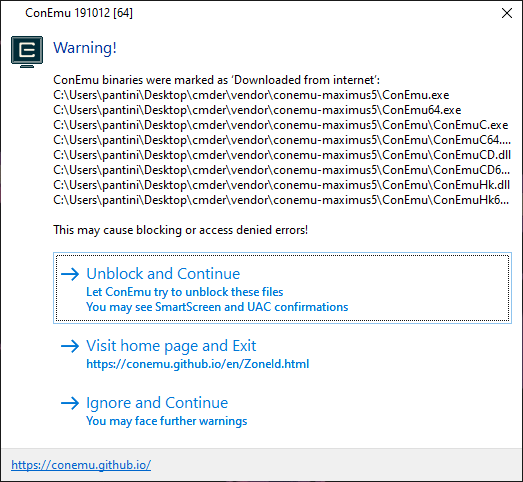 ConEmu 191012 [64]
Warning!
ConEmu binaries were marked as ‘Downloaded from internet’:
C:\Users\pantini\Desktop\cmder\vendor\conemu-maximus5\ConEmu.exe
C:\Users\pantini\Desktop\cmder\vendor\conemu-maximus5\ConEmu64.exe
C:\Users\pantini\Desktop\cmder\vendor\conemu-maximus5\ConEmu\ConEmuC.exe
C:\Users\pantini\Desktop\cmder\vendor\conemu-maximus5\ConEmu\ConEmuC64....
C:\Users\pantini\Desktop\cmder\vendor\conemu-maximus5\ConEmu\ConEmuCD.dll
C:\Users\pantini\Desktop\cmder\vendor\conemu-maximus5\ConEmu\ConEmuCD6...
C:\Users\pantini\Desktop\cmder\vendor\conemu-maximus5\ConEmu\ConEmuHk.dll
C:\Users\pantini\Desktop\cmder\vendor\conemu-maximus5\ConEmu\ConEmuHk6...
This may cause blocking or access denied errors!
Unblock and Continue
Let ConEmu try to unblock these files
You may see SmartScreen and UAC confirmations
Visit home page and Exit
https://conemu.github.io/en/ZoneId.html
Ignore and Continue
You may face further warnings
https://conemu.github.io/